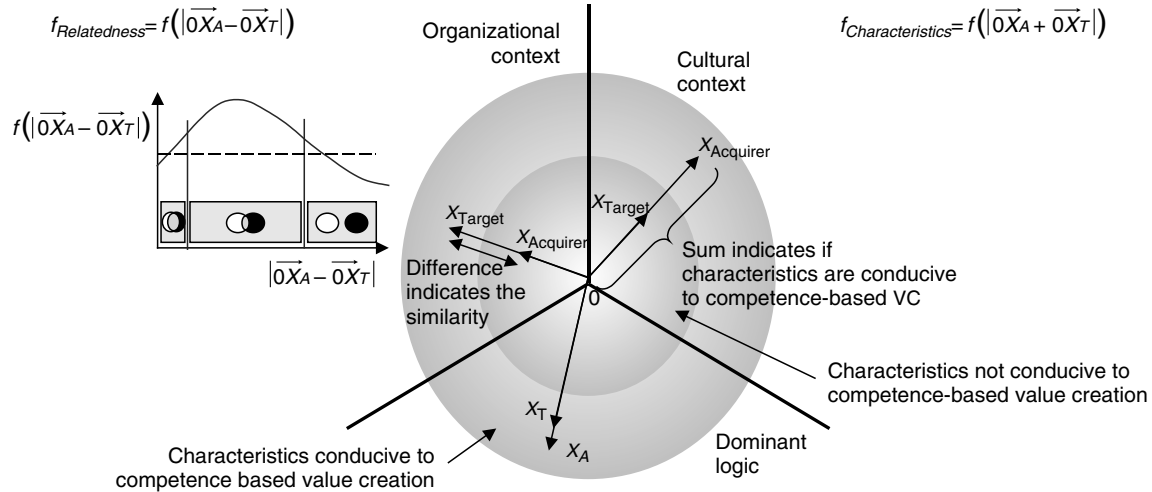 f_Relatedness = f(|0X_A − 0X_T|)
Organizational
context
f_Characteristics = f(|0X_A + 0X_T|)
Cultural
context
f(|0X_A − 0X_T|)
X_Acquirer
X_Target
X_Target
X_Acquirer
|0X_A − 0X_T|
Difference
indicates the
similarity
Sum indicates if
characteristics are conducive
to competence-based VC
0
Characteristics not conducive to
competence-based value creation
X_T
X_A
Dominant
logic
Characteristics conducive to
competence based value creation